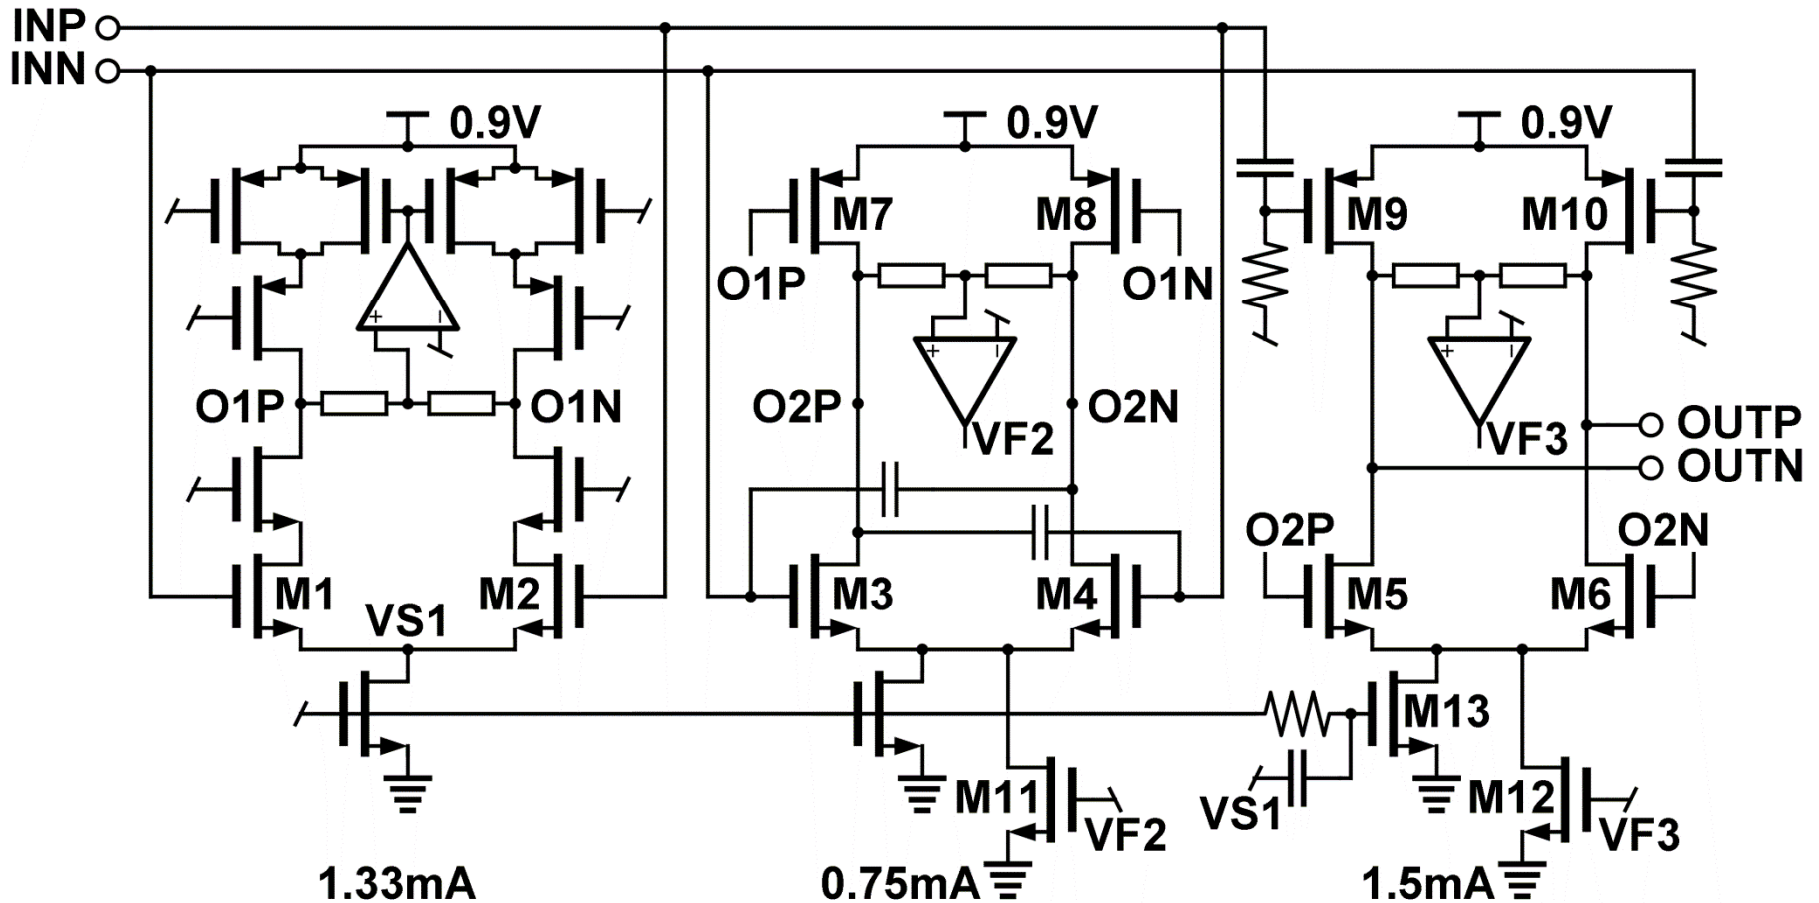 INP
INN
0.9V
0.9V
0.9V
M7
M8
M9
M10
O1P
O1N
+
-
+
-
+
-
O1P
O1N
O2P
O2N
VF2
VF3
OUTP
OUTN
O2P
O2N
M1
M2
M3
M4
M5
M6
VS1
M13
M11
M12
VS1
VF2
VF3
1.33mA
0.75mA
1.5mA